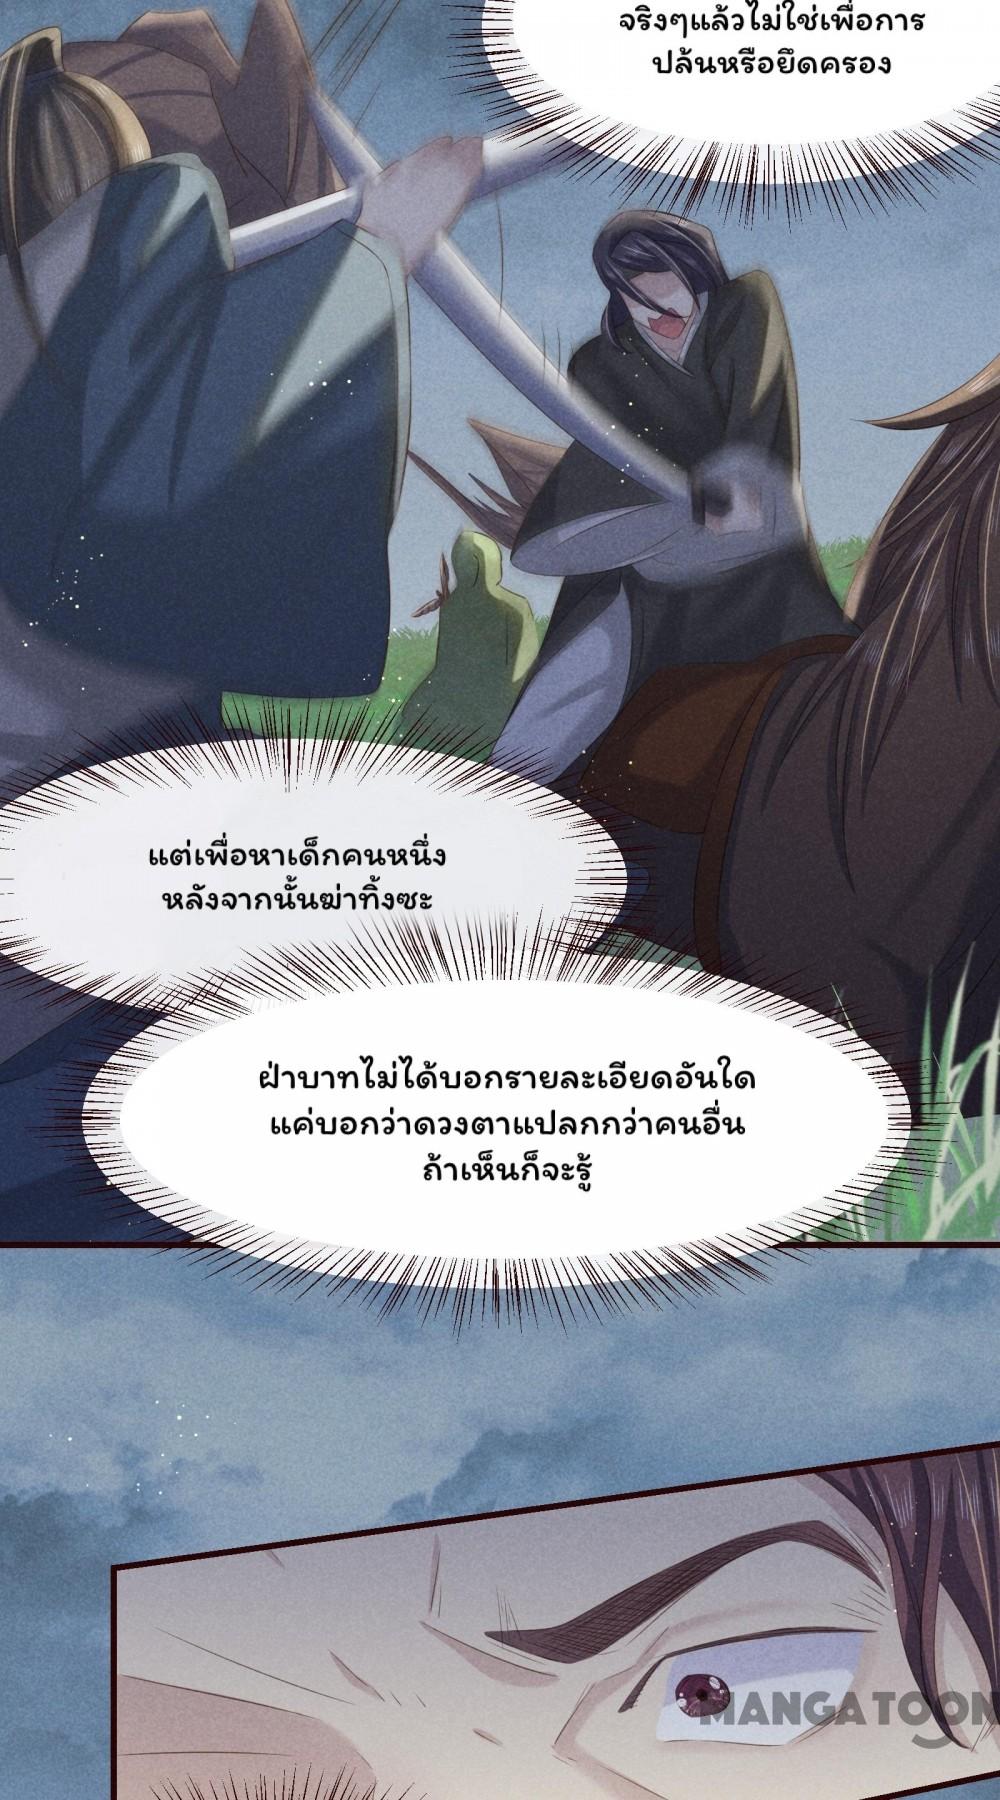 จริงๆแล้วไม่ใช่เพื่อการ
ปล้นหรือยึดครอง
แต่เพื่อหาเด็กคนหนึ่ง
หลังจากนั้นฆ่าทิ้งซะ
ฝ่าบาทไม่ได้บอกรายละเอียดอันใด
แค่บอกว่าดวงตาแปลกกว่าคนอื่น
ถ้าเห็นก็จะรู้
MANGATOON